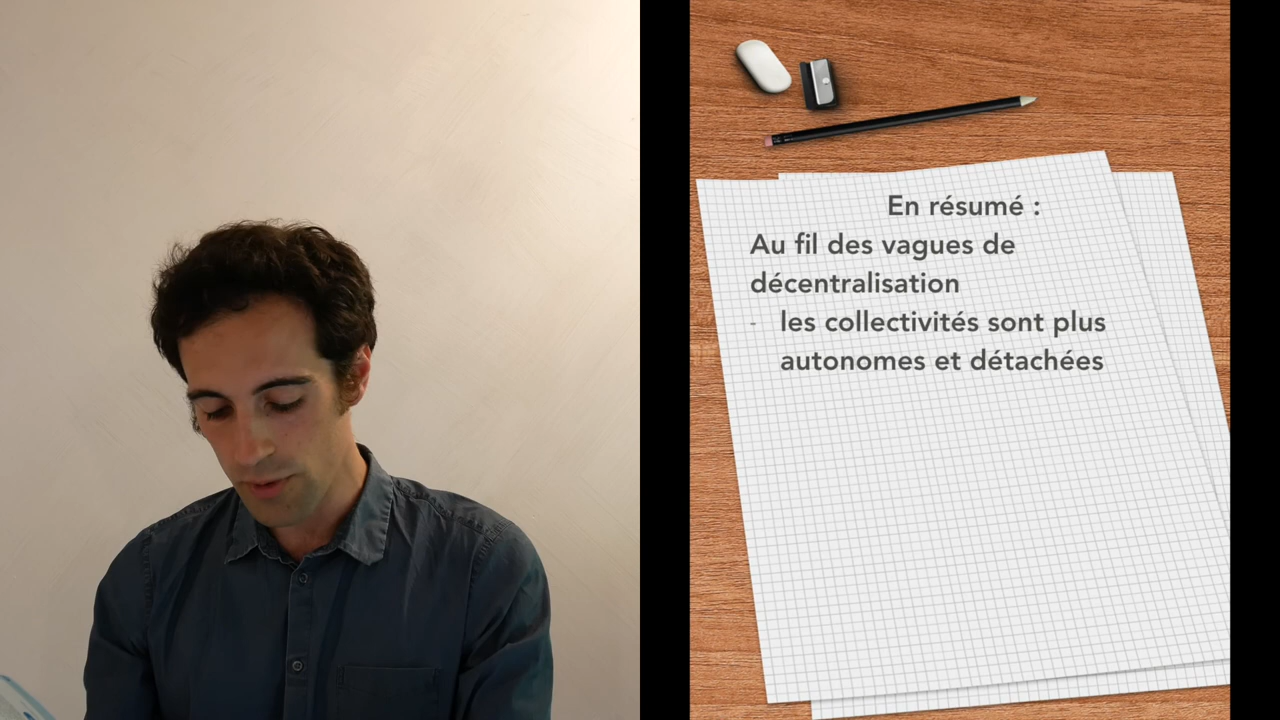 En résumé :
Au fil des vagues de
décentralisation
- les collectivités sont plus
autonomes et détachées